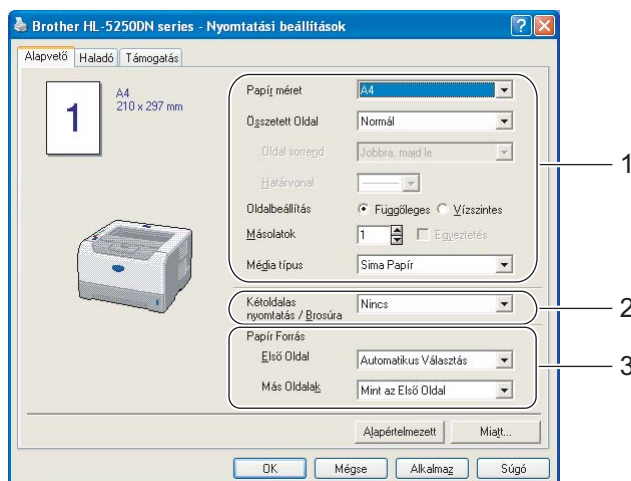 Brother HL-5250DN series - Nyomtatási beállítások
Alapvető Haladó Támogatás
1
A4
210 x 297 mm
Papír méret A4
Összetett Oldal Normál
Oldal sorrend Jobbra, majd le
Határvonal
Oldalbeállítás Függőleges Vízszintes
Másolatok 1 Egyeztetés
Média típus Sima Papír
1
Kétoldalas
nyomtatás / Brosúra Nincs
2
Papír Forrás
Első Oldal Automatikus Választás
Más Oldalak Mint az Első Oldal
3
Alapértelmezett Miatt...
OK Mégse Alkalmaz Súgó